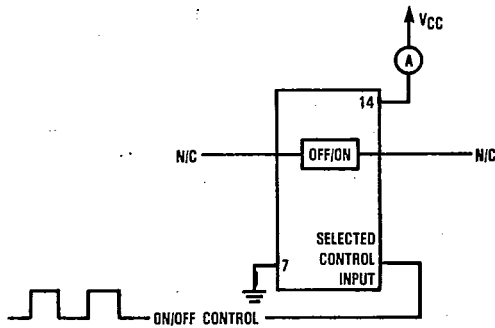 VCC
A
14
N/C
OFF/ON
N/C
SELECTED
CONTROL
INPUT
7
ON/OFF CONTROL